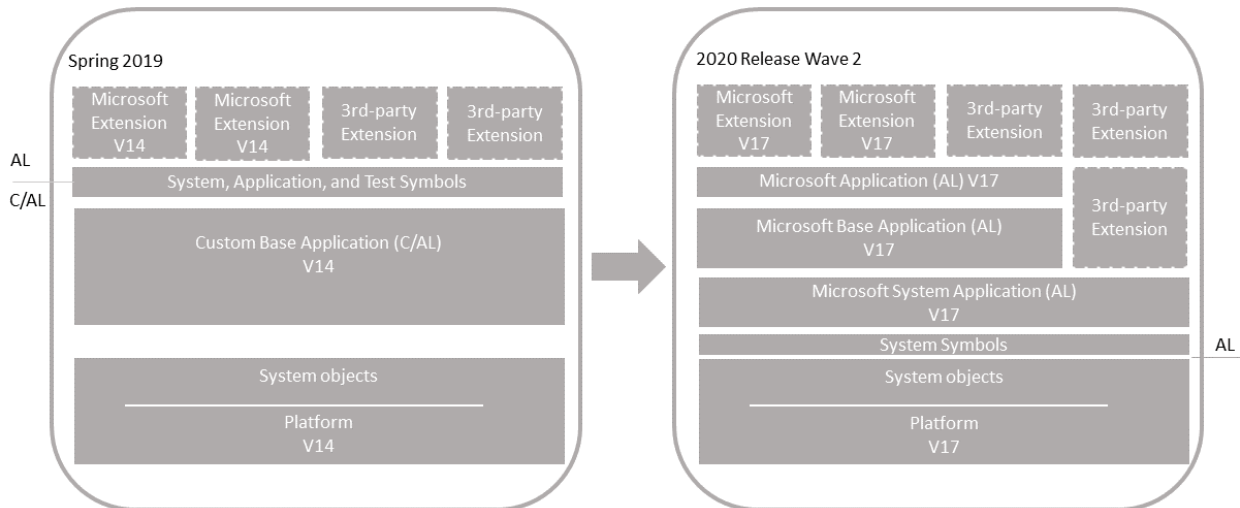 Spring 2019
Microsoft
Extension
V14
Microsoft
Extension
V14
3rd-party
Extension
3rd-party
Extension
AL
C/AL
System, Application, and Test Symbols
Custom Base Application (C/AL)
V14
System objects
Platform
V14
2020 Release Wave 2
Microsoft
Extension
V17
Microsoft
Extension
V17
3rd-party
Extension
3rd-party
Extension
Microsoft Application (AL) V17
3rd-party
Extension
Microsoft Base Application (AL)
V17
Microsoft System Application (AL)
V17
System Symbols
AL
System objects
Platform
V17